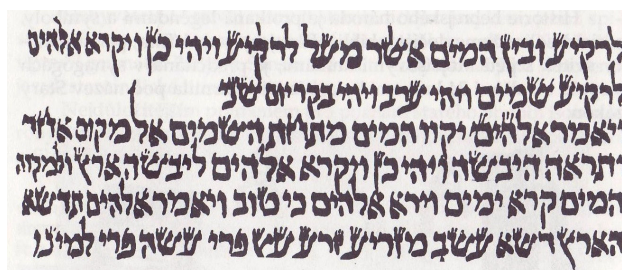 לרקיע ובין המים אשר מעל לרקיע ויהי כן ויקרא אלהים
לרקיע שמים ויהי ערב ויהי בקר יום שני
ויאמר אלהים יקוו המים מתחת השמים אל מקום אחד
ותראה היבשה ויהי כן ויקרא אלהים ליבשה ארץ ולמקוה
המים קרא ימים וירא אלהים כי טוב ויאמר אלהים תדשא
הארץ דשא עשב מזריע זרע עץ פרי עשה פרי למינו